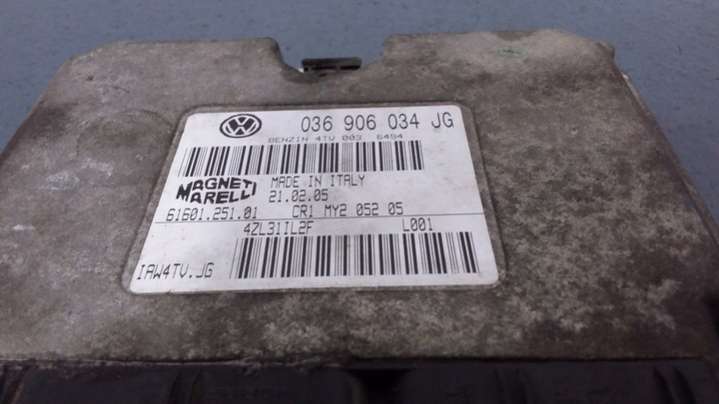 036 906 034 JG
BENZIN 4TV 003 6494
MAGNETI MARELLI
MADE IN ITALY
21.02.05
61601.251.01 CR1 MY2 052 05
4ZL31IL2F L001
IAW4TV.JG